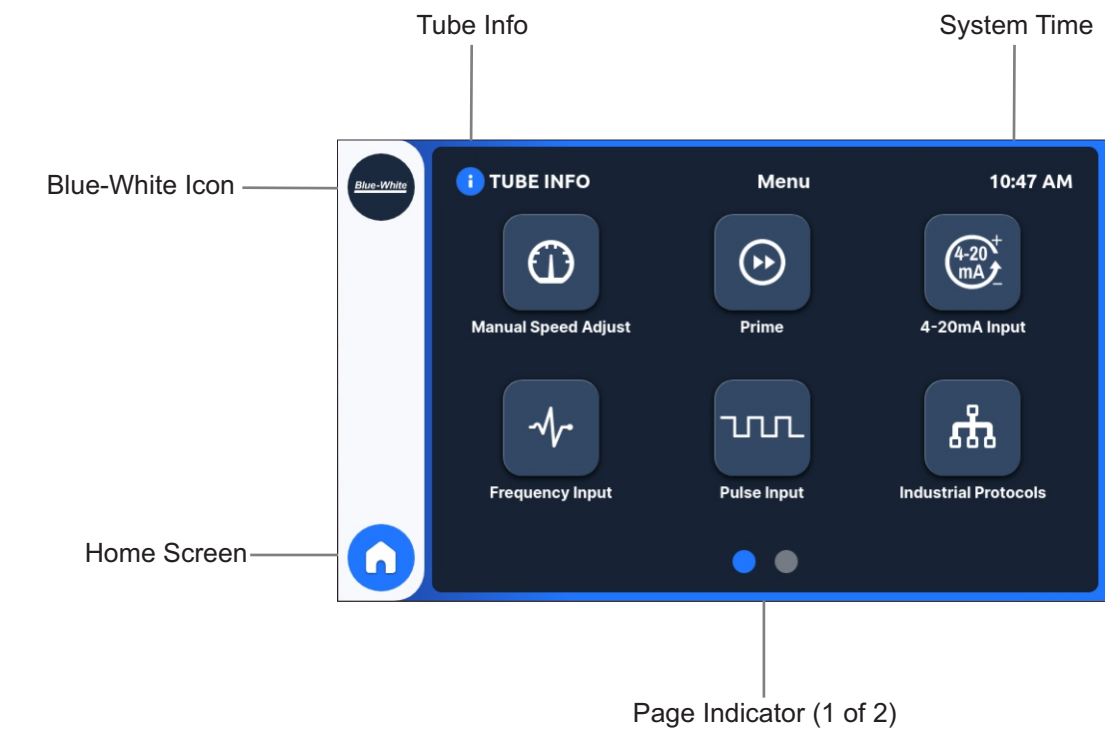 Tube Info
System Time
Blue-White Icon
Blue-White
TUBE INFO
Menu
10:47 AM
4-20
mA
Manual Speed Adjust
Prime
4-20mA Input
Frequency Input
Pulse Input
Industrial Protocols
Home Screen
Page Indicator (1 of 2)